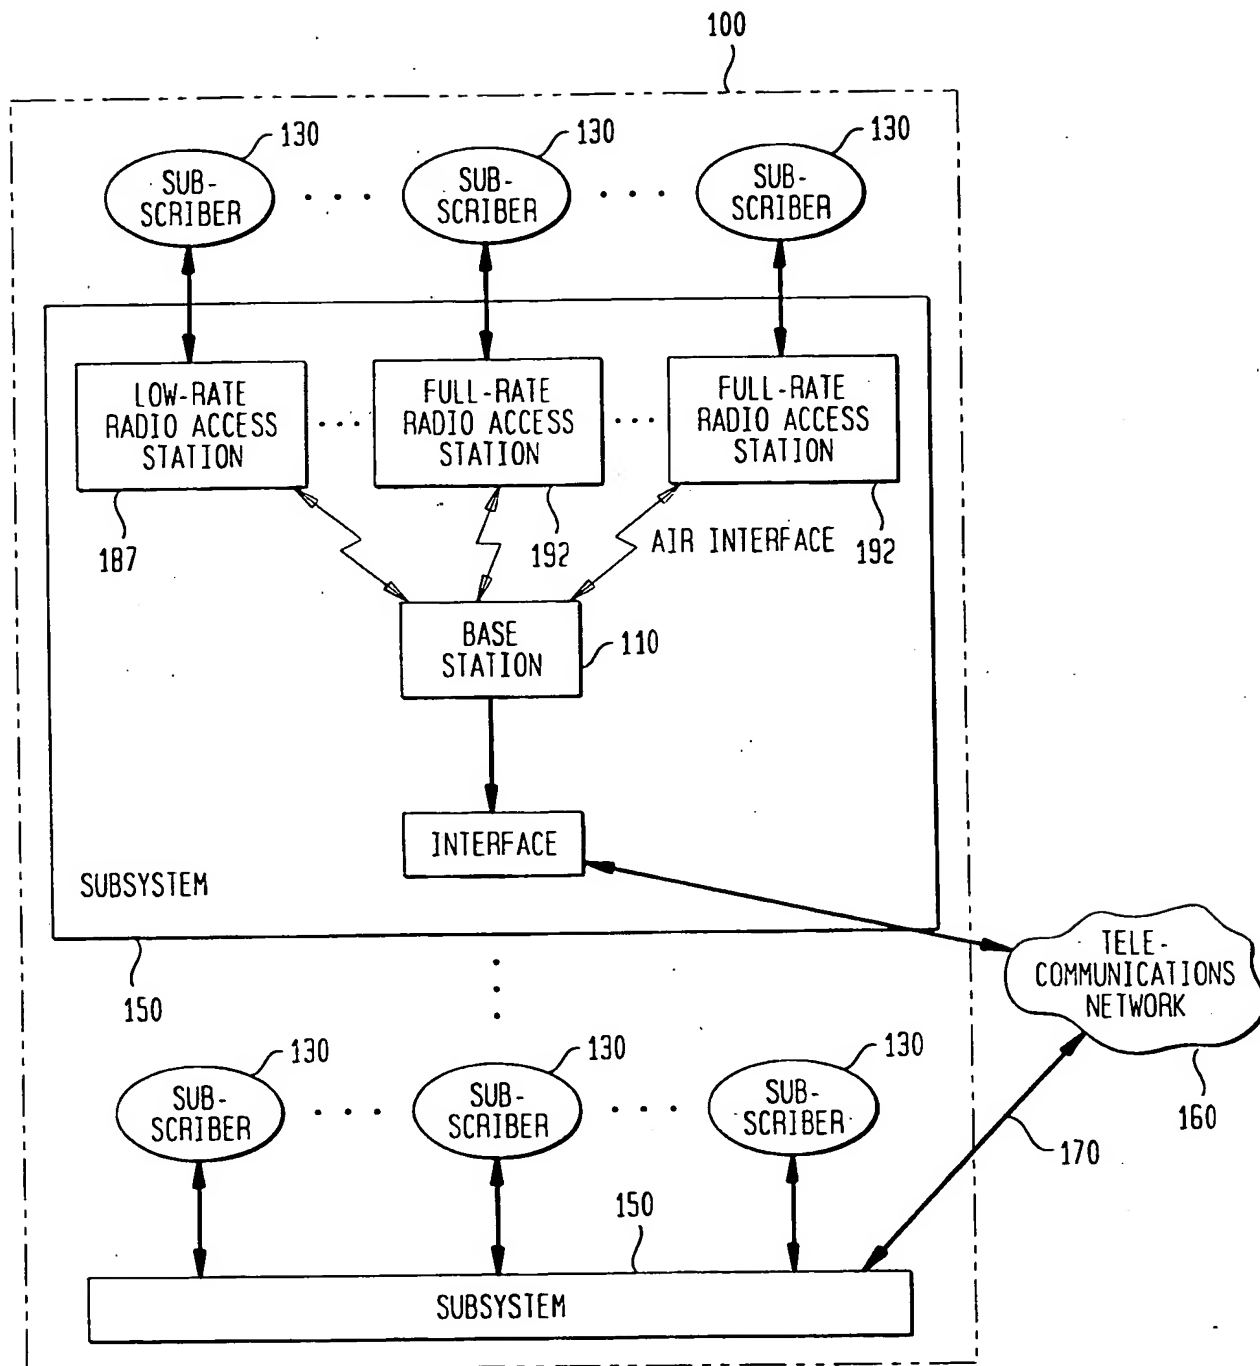 100
130
130
130
SUB-
SCRIBER
SUB-
SCRIBER
SUB-
SCRIBER
LOW-RATE
RADIO ACCESS
STATION
FULL-RATE
RADIO ACCESS
STATION
FULL-RATE
RADIO ACCESS
STATION
187
192
AIR INTERFACE
192
BASE
STATION
110
INTERFACE
SUBSYSTEM
150
TELE-
COMMUNICATIONS
NETWORK
160
130
130
130
SUB-
SCRIBER
SUB-
SCRIBER
SUB-
SCRIBER
170
150
SUBSYSTEM